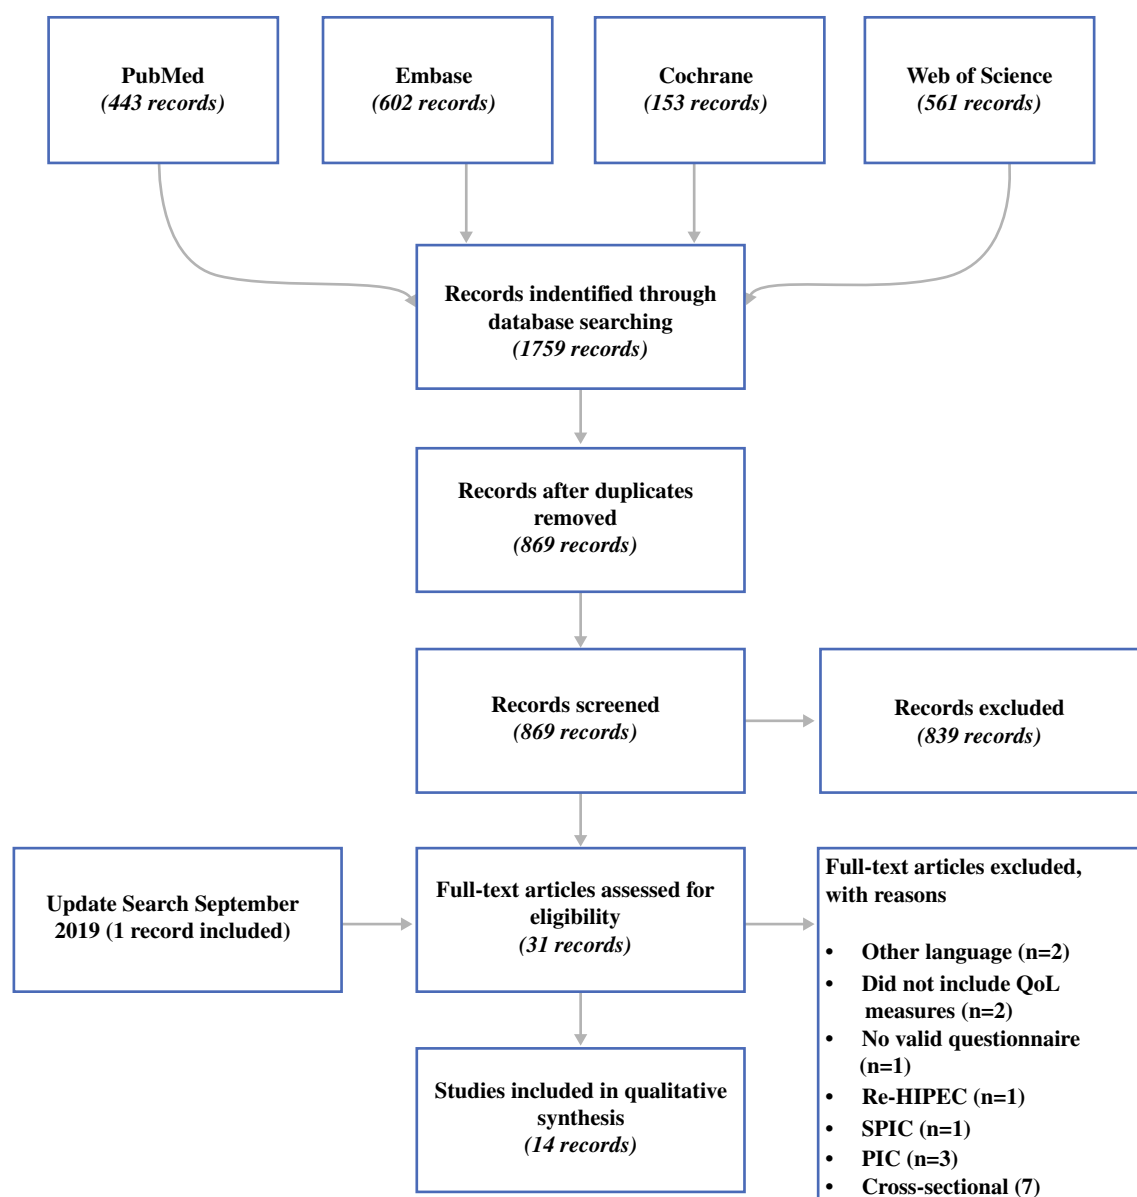 PubMed
(443 records)
Embase
(602 records)
Cochrane
(153 records)
Web of Science
(561 records)
Records indentified through
database searching
(1759 records)
Records after duplicates
removed
(869 records)
Records screened
(869 records)
Records excluded
(839 records)
Update Search September
2019 (1 record included)
Full-text articles assessed for
eligibility
(31 records)
Full-text articles excluded,
with reasons
• Other language (n=2)
• Did not include QoL
measures (n=2)
• No valid questionnaire
(n=1)
• Re-HIPEC (n=1)
• SPIC (n=1)
• PIC (n=3)
• Cross-sectional (7)
Studies included in qualitative
synthesis
(14 records)